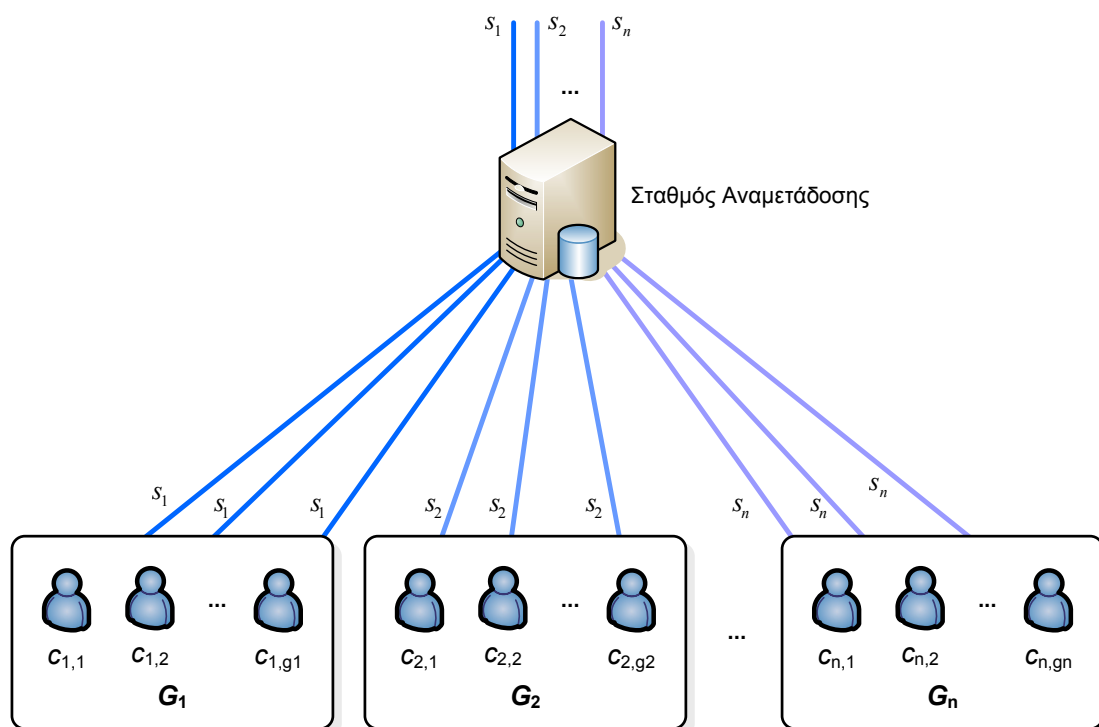 s1 s2 sn
...
Σταθμός Αναμετάδοσης
s1 s1 s1 s2 s2 s2 sn sn sn
... ... ...
...
c1,1 c1,2 c1,g1 c2,1 c2,2 c2,g2 cn,1 cn,2 cn,gn
G1 G2 Gn